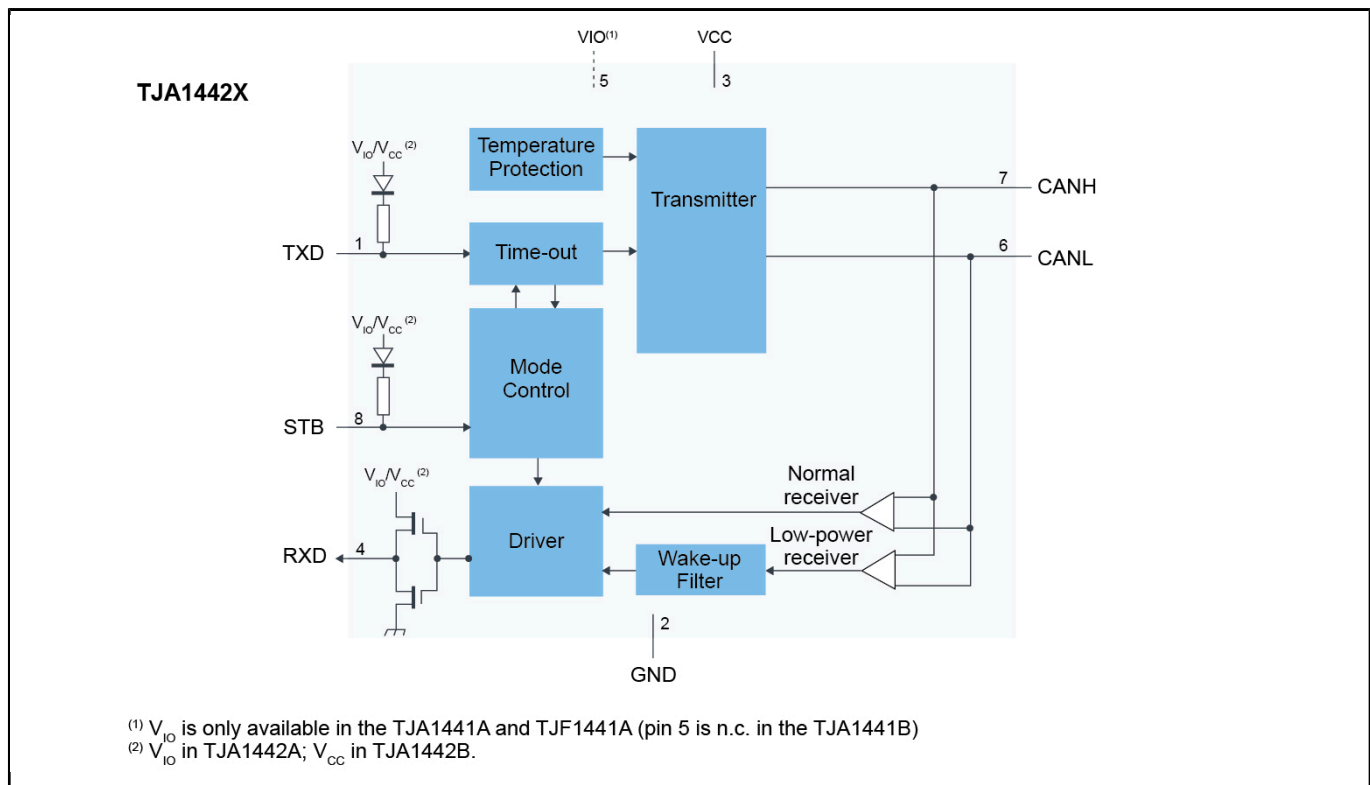 VIO(1)
VCC
5
3
TJA1442X
VIO/VCC (2)
Temperature
Protection
Transmitter
7
CANH
TXD
1
Time-out
6
CANL
VIO/VCC (2)
Mode
Control
STB
8
VIO/VCC (2)
Normal
receiver
Driver
Low-power
receiver
RXD
4
Wake-up
Filter
2
GND
(1) VIO is only available in the TJA1441A and TJF1441A (pin 5 is n.c. in the TJA1441B)
(2) VIO in TJA1442A; VCC in TJA1442B.